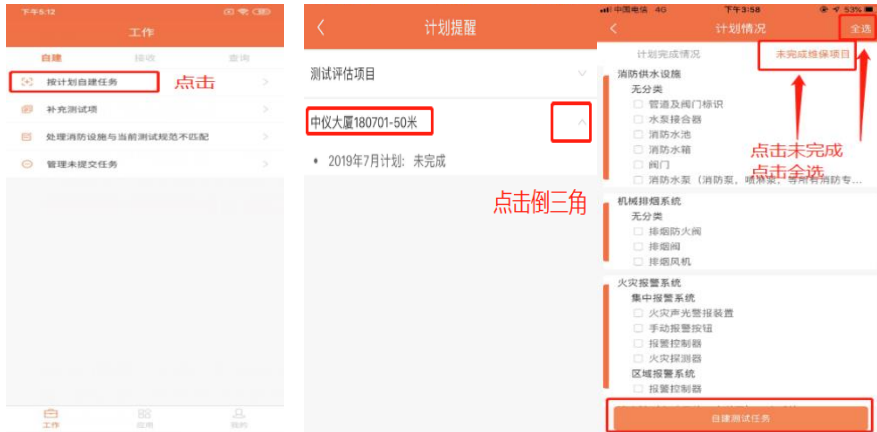 下午5:12
工作
自建
接收
查询
按计划自建任务
点击
补充测试项
处理消防设施与当前测试规范不匹配
管理未提交任务
工作
应用
我的
计划提醒
测试评估项目
中仪大厦180701-50米
• 2019年7月计划: 未完成
点击倒三角
中国电信 4G
下午3:58
53%
计划情况
全选
计划完成情况
未完成维保项目
消防供水设施
无分类
管道及阀门标识
水泵接合器
消防水池
消防水箱
阀门
消防水泵（消防泵，喷淋泵，等所有消防专...
点击未完成
点击全选
机械排烟系统
无分类
排烟防火阀
排烟阀
排烟风机
火灾报警系统
集中报警系统
火灾声光警报装置
手动报警按钮
报警控制器
火灾探测器
区域报警系统
报警控制器
自建测试任务